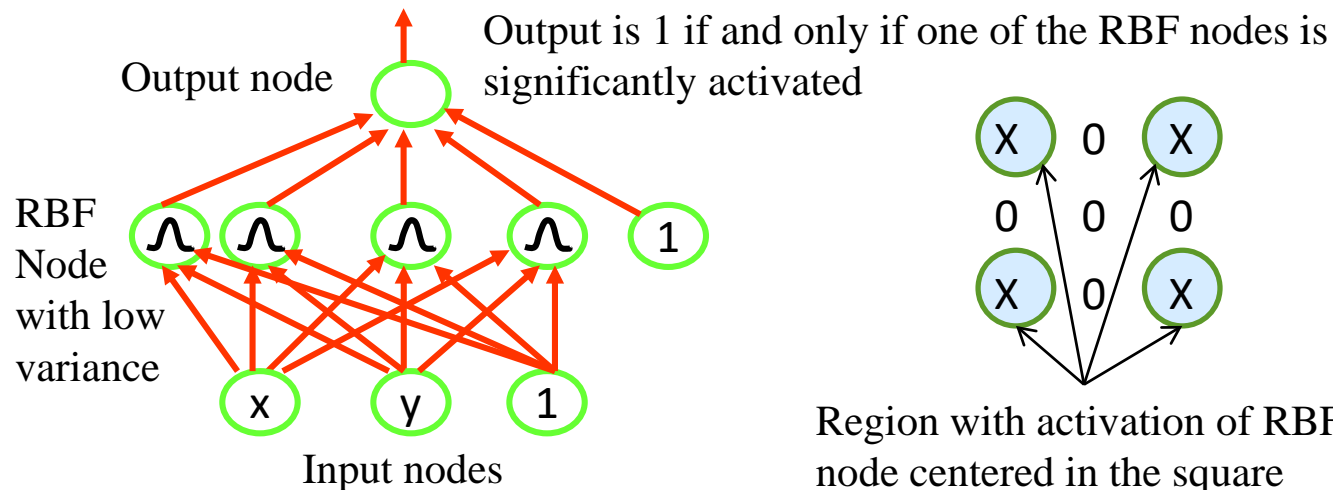 Output is 1 if and only if one of the RBF nodes is
significantly activated
Output node
RBF
Node
with low
variance
1
x y 1
Input nodes
X 0 X
0 0 0
X 0 X
Region with activation of RBF
node centered in the square